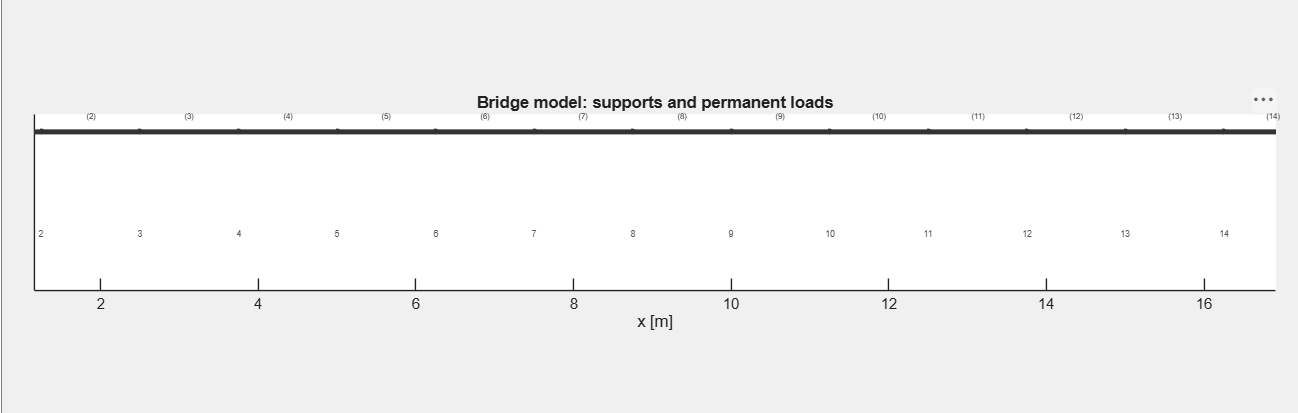 Bridge model: supports and permanent loads
(2) (3) (4) (5) (6) (7) (8) (9) (10) (11) (12) (13) (14)
2 3 4 5 6 7 8 9 10 11 12 13 14
2 4 6 8 10 12 14 16
x [m]